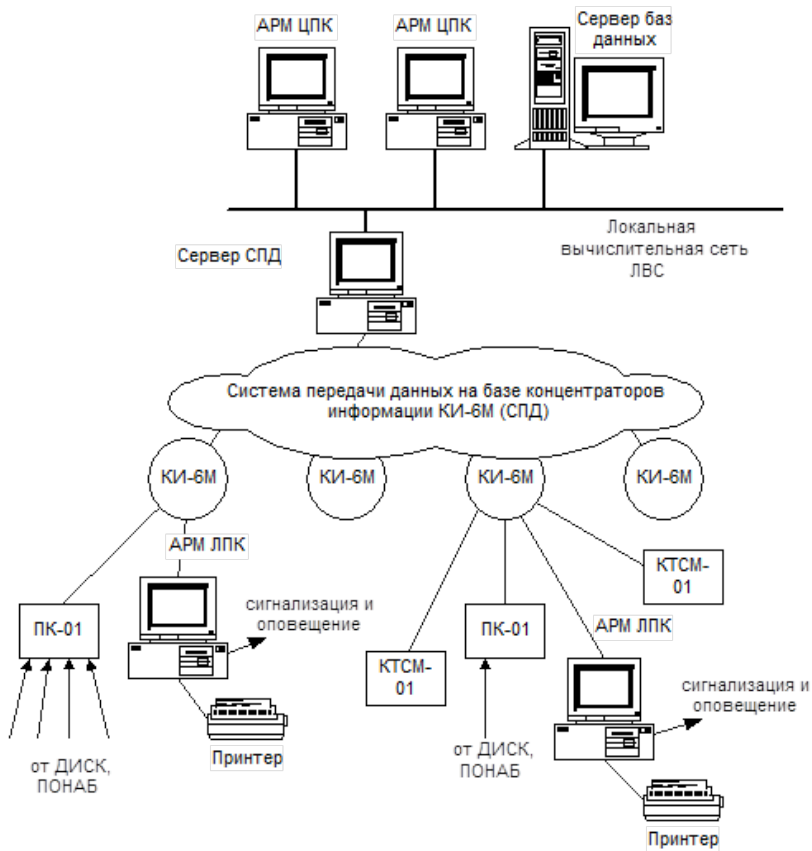 АРМ ЦПК
АРМ ЦПК
Сервер баз
данных
Локальная
вычислительная сеть
ЛВС
Сервер СПД
Система передачи данных на базе концентраторов
информации КИ-6М (СПД)
КИ-6М
КИ-6М
КИ-6М
КИ-6М
АРМ ЛПК
ПК-01
сигнализация и
оповещение
КТСМ-
01
ПК-01
АРМ ЛПК
КТСМ-
01
сигнализация и
оповещение
от ДИСК,
ПОНАБ
Принтер
от ДИСК,
ПОНАБ
Принтер